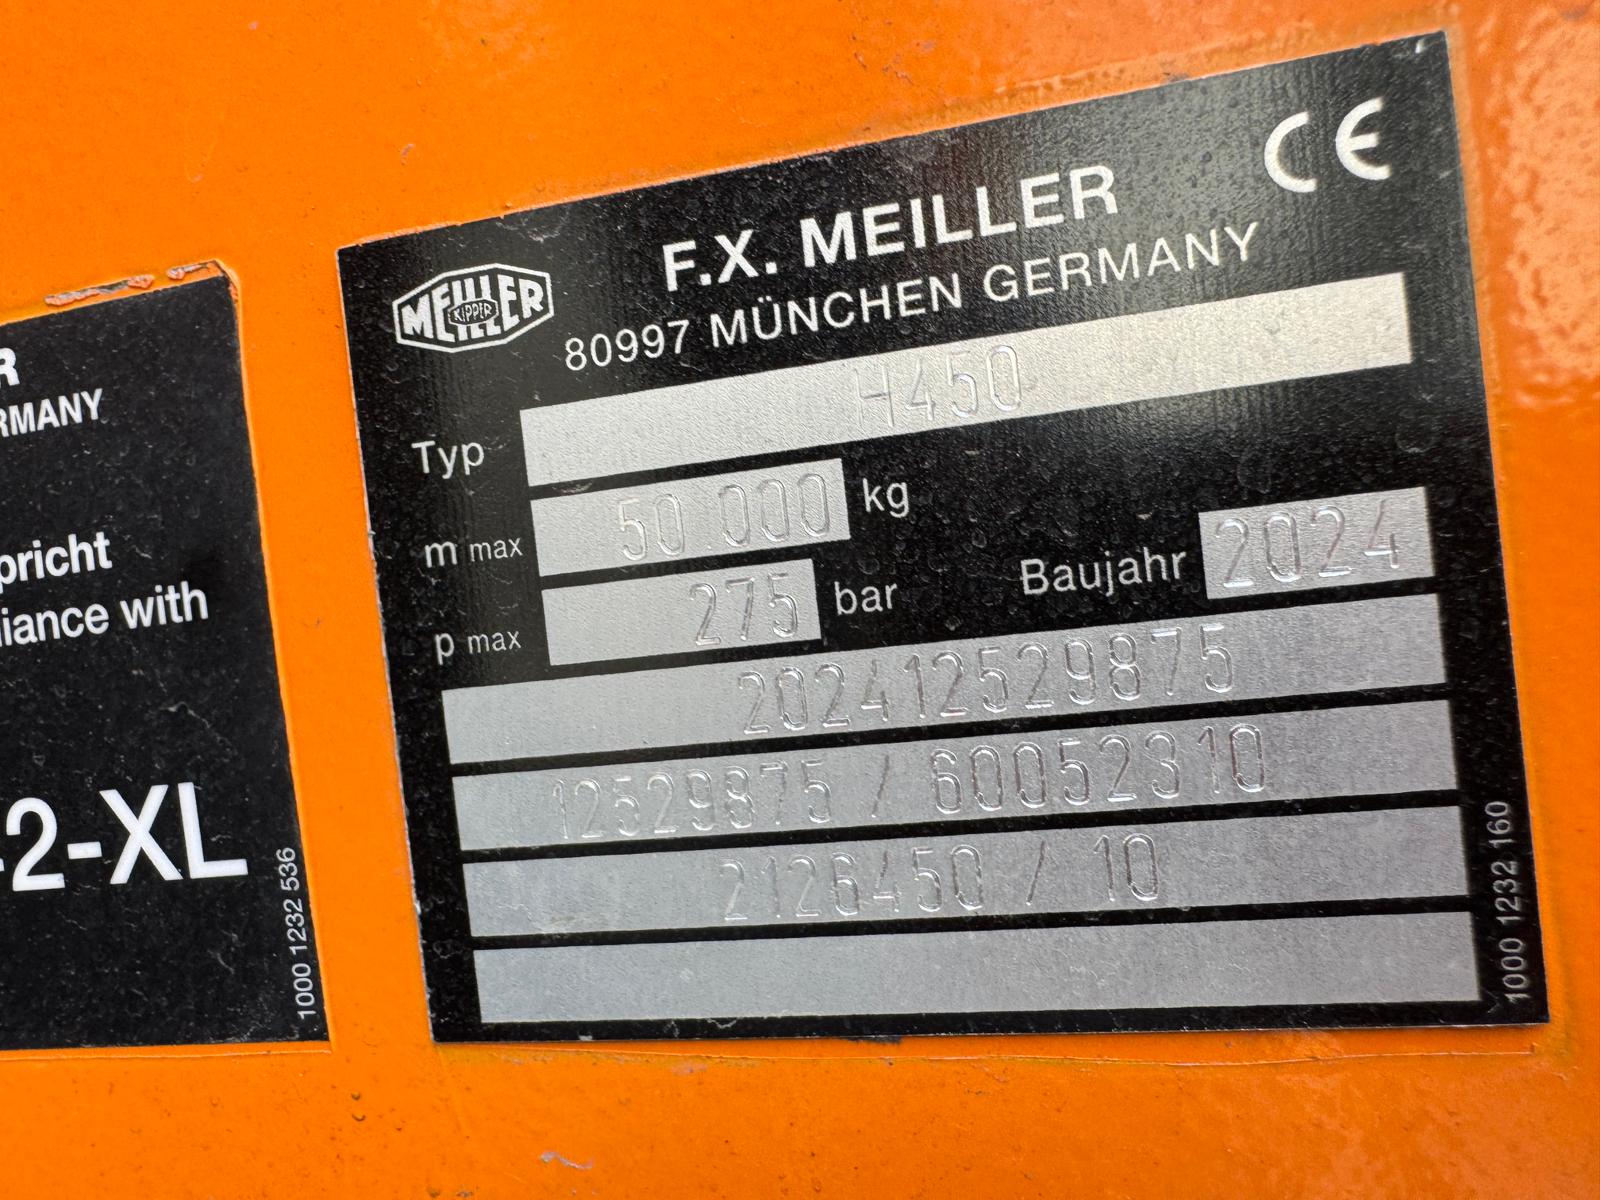 R
RMANY
pricht
liance with
-2-XL
1000 1232 536
MEILLER
KIPPER
F.X. MEILLER
CE
80997 MÜNCHEN GERMANY
Typ H450
m max 50 000 kg
p max 275 bar Baujahr 2024
202412529875
12529875 / 60052310
2126450 / 10
1000 1232 160